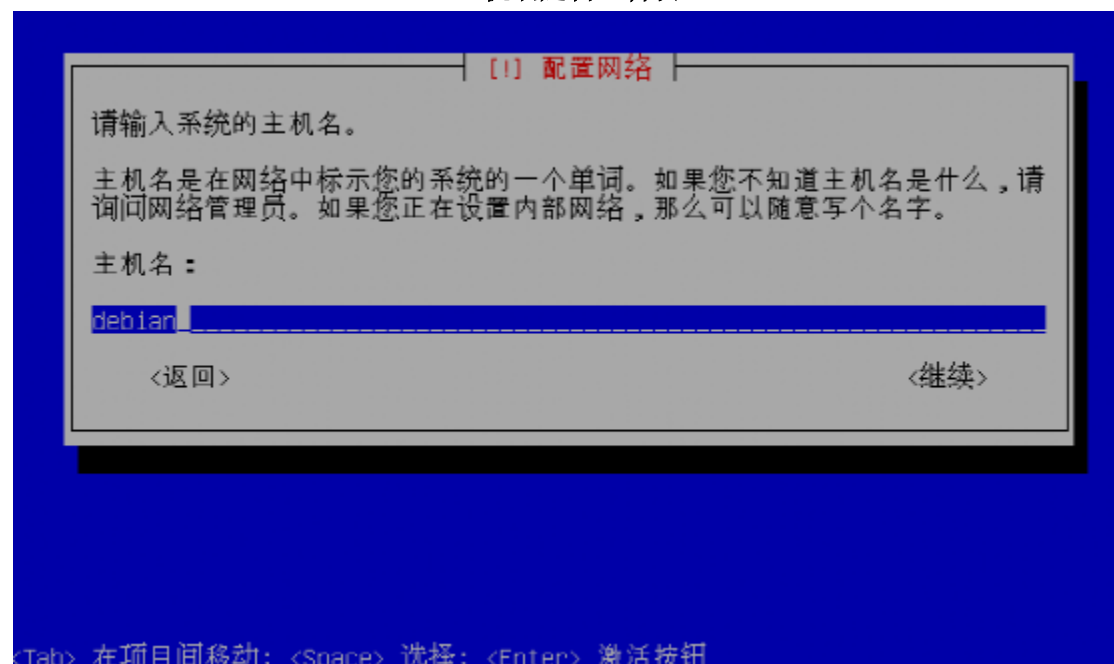 [!] 配置网络
请输入系统的主机名。
主机名是在网络中标示您的系统的一个单词。如果您不知道主机名是什么，请
询问网络管理员。如果您正在设置内部网络，那么可以随意写个名字。
主机名：
debian
<返回> <继续>
<Tab> 在项目间移动; <Space> 选择; <Enter> 激活按钮